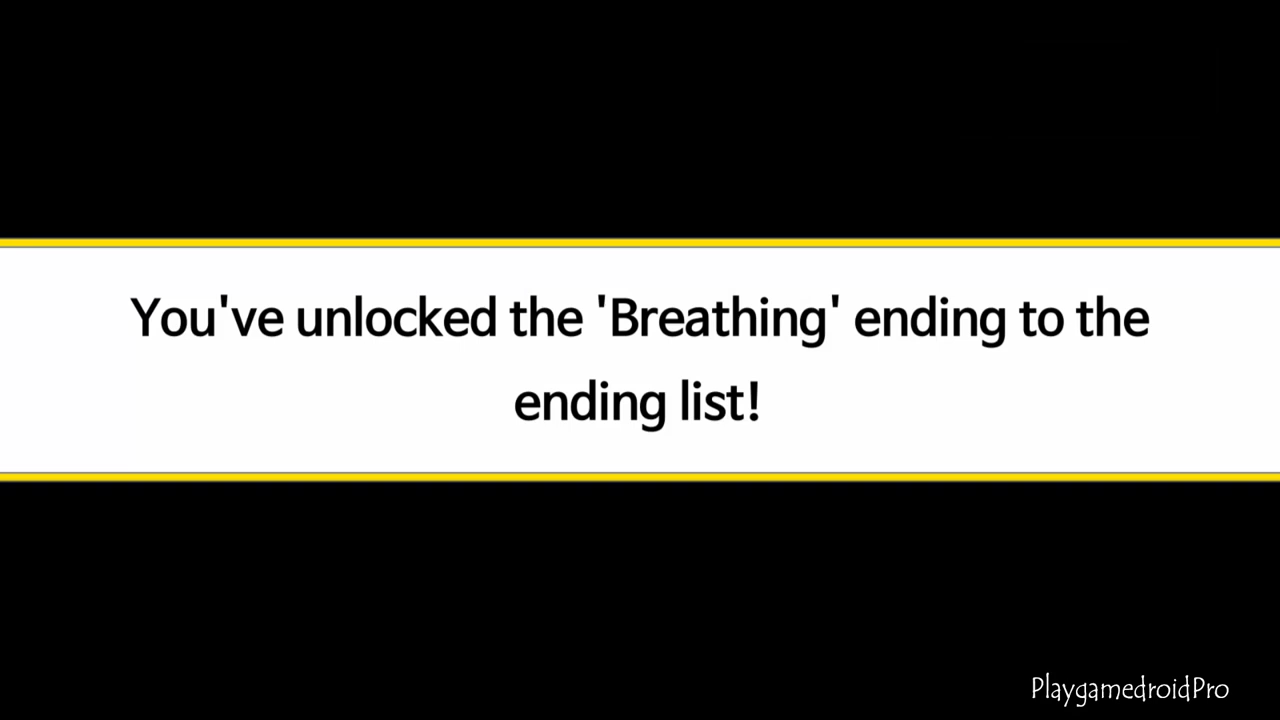 You've unlocked the 'Breathing' ending to the
ending list!
PlaygamedroidPro